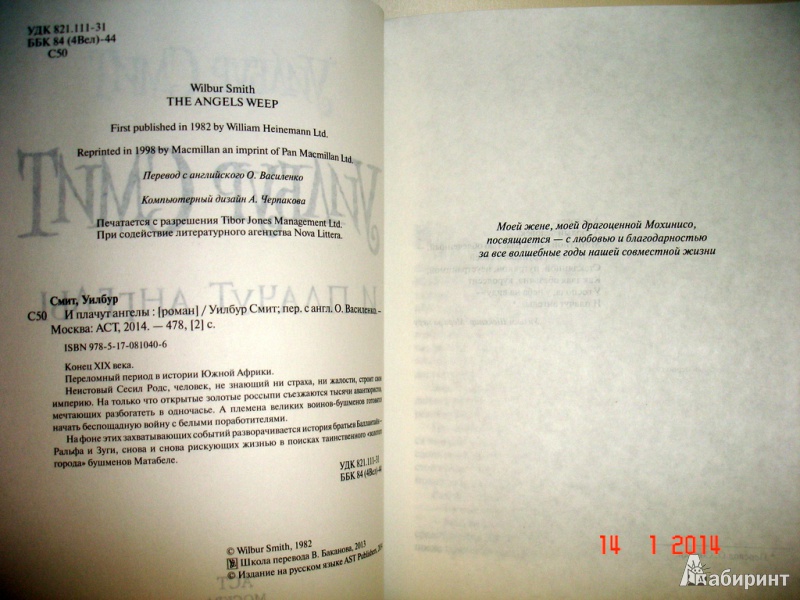 УДК 821.111-31
ББК 84 (4Вел)-44
С50
Wilbur Smith
THE ANGELS WEEP
First published in 1982 by William Heinemann Ltd.
Reprinted in 1998 by Macmillan an imprint of Pan Macmillan Ltd.
Перевод с английского О. Василенко
Компьютерный дизайн А. Черпакова
Печатается с разрешения Tibor Jones Management Ltd.
При содействие литературного агентства Nova Littera.
Смит, Уилбур
С50 И плачут ангелы : [роман] / Уилбур Смит; пер. с англ. О. Василенко. –
Москва: АСТ, 2014. — 478, [2] с.
ISBN 978-5-17-081040-6
Конец XIX века.
Переломный период в истории Южной Африки.
Неистовый Сесил Родс, человек, не знающий ни страха, ни жалости, строит свою
империю. На только что открытые золотые россыпи съезжаются тысячи авантюристов,
мечтающих разбогатеть в одночасье. А племена великих воинов-бушменов готовятся
начать беспощадную войну с белыми поработителями.
На фоне этих захватывающих событий разворачивается история братьев Баллантайн –
Ральфа и Зуги, снова и снова рискующих жизнью в поисках таинственного «золотого
города» бушменов Матабеле.
УДК 821.111-31
ББК 84 (4Вел)-44
© Wilbur Smith, 1982
Школа перевода В. Баканова, 2013
© Издание на русском языке AST Publishers,
Моей жене, моей драгоценной Мохинисо,
посвящается — с любовью и благодарностью
за все волшебные годы нашей совместной жизни
14 1 2014
Лабиринт